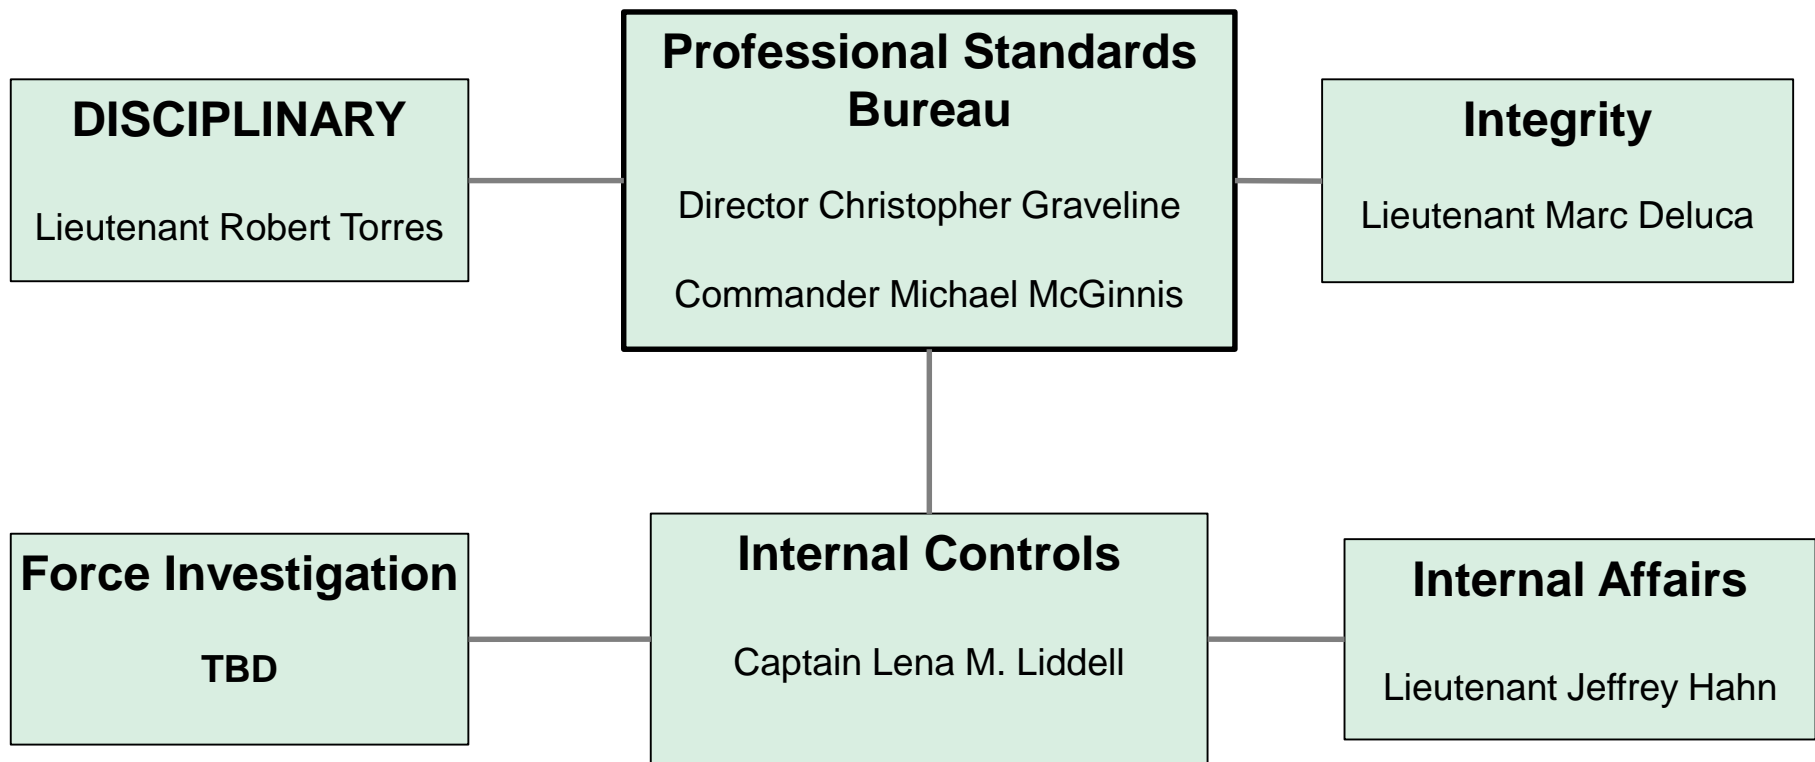 Professional Standards
Bureau
Director Christopher Graveline
Commander Michael McGinnis
DISCIPLINARY
Lieutenant Robert Torres
Integrity
Lieutenant Marc Deluca
Force Investigation
TBD
Internal Controls
Captain Lena M. Liddell
Internal Affairs
Lieutenant Jeffrey Hahn